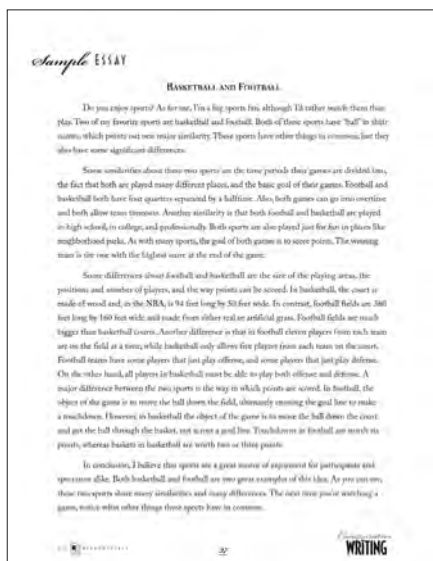 Sample ESSAY
BASKETBALL AND FOOTBALL
Do you enjoy sports? As for me, I'm a big sports fan, although I'd rather watch them than
play. Two of my favorite sports are basketball and football. Both of these sports have "ball" in their
names, which points out one major similarity. These sports have other things in common, but they
also have some significant differences.
Some similarities about these two sports are the time periods their games are divided into,
the fact that both are played many different places, and the basic goal of their games. Football and
basketball both have four quarters separated by a halftime. Also, both games can go into overtime
and both allow team timeouts. Another similarity is that both football and basketball are played
in high school, in college, and professionally. Both sports are also played just for fun in places like
neighborhood parks. As with many sports, the goal of both games is to score points. The winning
team is the one with the highest score at the end of the game.
Some differences about football and basketball are the size of the playing areas, the
positions and number of players, and the way points can be scored. In basketball, the court is
made of wood and, in the NBA, is 94 feet long by 50 feet wide. In contrast, football fields are 360
feet long by 160 feet wide and made from either real or artificial grass. Football fields are much
bigger than basketball courts. Another difference is that in football eleven players from each team
are on the field at a time, while basketball only allows five players from each team on the court.
Football teams have some players that just play offense, and some players that just play defense.
On the other hand, all players in basketball must be able to play both offense and defense. A
major difference between the two sports is the way in which points are scored. In football, the
object of the game is to move the ball down the field, ultimately crossing the goal line to make
a touchdown. However, in basketball the object of the game is to move the ball down the court
and get the ball through the basket, not across a goal line. Touchdowns in football are worth six
points, whereas baskets in basketball are worth two or three points.
In conclusion, I believe that sports are a great source of enjoyment for participants and
spectators alike. Both basketball and football are two great examples of this idea. As you can see,
these two sports share many similarities and many differences. The next time you're watching a
game, notice what other things these sports have in common.
WRITING